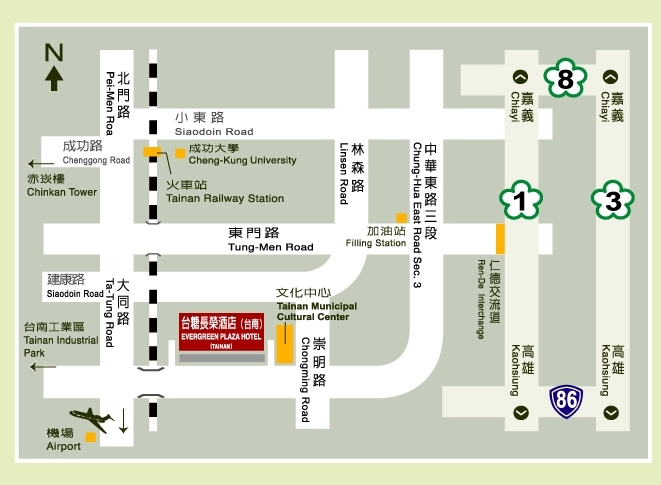 N
北門路
Pei-Men Roa
小東路
Siaodoin Road
成功路
Chenggong Road
成功大學
Cheng-Kung University
赤崁樓
Chinkan Tower
火車站
Tainan Railway Station
林森路
Linsen Road
中華東路三段
Chung-Hua East Road Sec. 3
嘉義
Chiayi
8
嘉義
Chiayi
1
3
東門路
Tung-Men Road
加油站
Filling Station
仁德交流道
Ren-De Interchange
建康路
Siaodoin Road
大同路
Ta-Tung Road
文化中心
Tainan Municipal
Cultural Center
台糖長榮酒店(台南)
EVERGREEN PLAZA HOTEL
(TAINAN)
台南工業區
Tainan Industrial
Park
崇明路
Chongming Road
高雄
Kaohsiung
高雄
Kaohsiung
86
機場
Airport